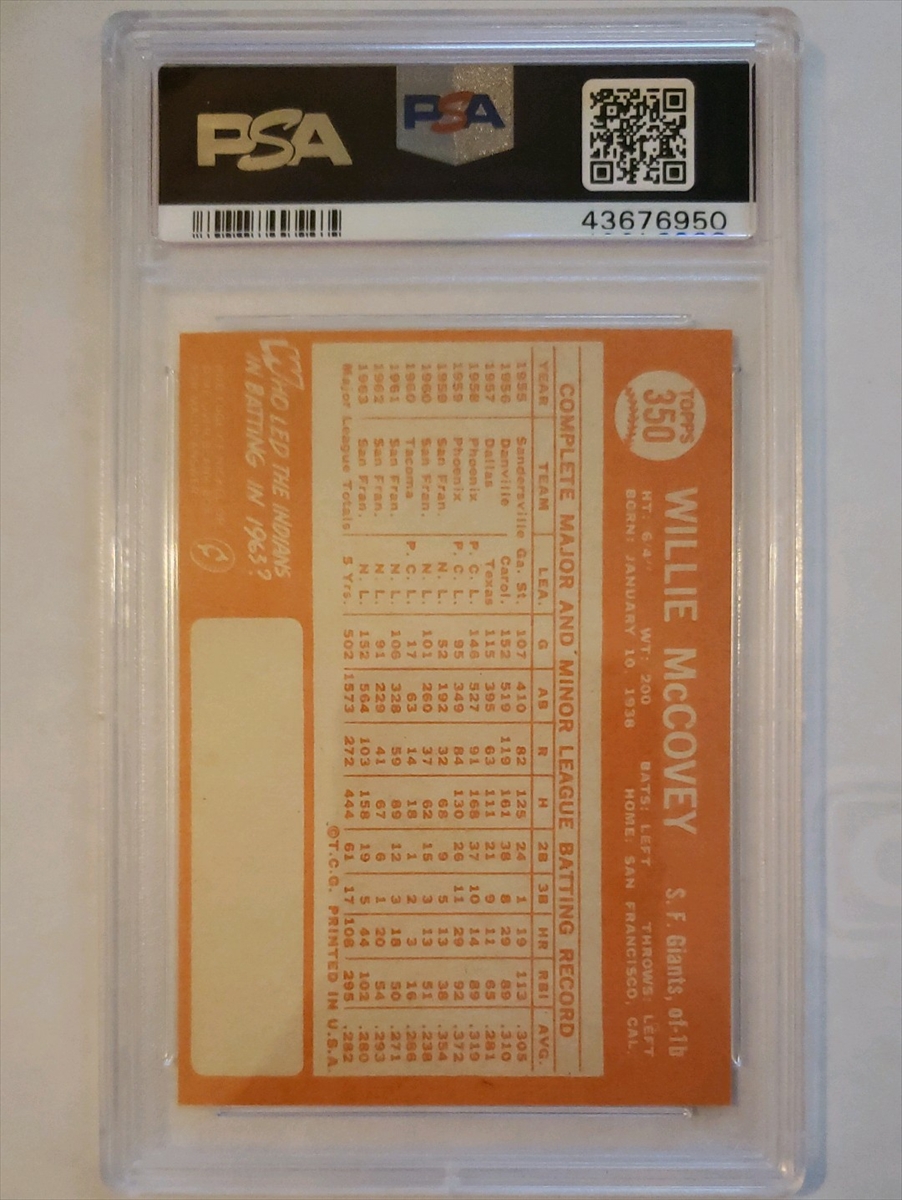 PSA
PSA
43676950
TOPPS
350
WILLIE McCOVEY S. F. Giants, of-1b
HT: 6'4" WT: 200 BATS: LEFT THROWS: LEFT
BORN: JANUARY 10, 1938 HOME: SAN FRANCISCO, CAL.
COMPLETE MAJOR AND MINOR LEAGUE BATTING RECORD
YEAR TEAM LEA. G AB R H 2B 3B HR RBI AVG.
1955 Sandersville Ga. St. 107 410 82 125 24 1 19 113 .305
1956 Danville Carol. 152 519 119 161 38 8 29 89 .310
1957 Dallas Texas 115 395 63 111 21 9 11 65 .281
1958 Phoenix P. C. L. 146 527 91 168 37 10 14 89 .319
1959 Phoenix P. C. L. 95 349 84 130 26 11 29 92 .372
1959 San Fran. N. L. 52 192 32 68 9 5 13 38 .354
1960 San Fran. N. L. 101 260 37 62 15 3 13 51 .238
1960 Tacoma P. C. L. 17 63 14 18 1 2 3 16 .286
1961 San Fran. N. L. 106 328 59 89 12 3 18 50 .271
1962 San Fran. N. L. 91 229 41 67 6 1 20 54 .293
1963 San Fran. N. L. 152 564 103 158 19 5 44 102 .280
Major League Totals 5 Yrs. 502 1573 272 444 61 17 108 295 .282
©T.C.G. PRINTED IN U.S.A.
WHO LED THE INDIANS
IN BATTING IN 1963?